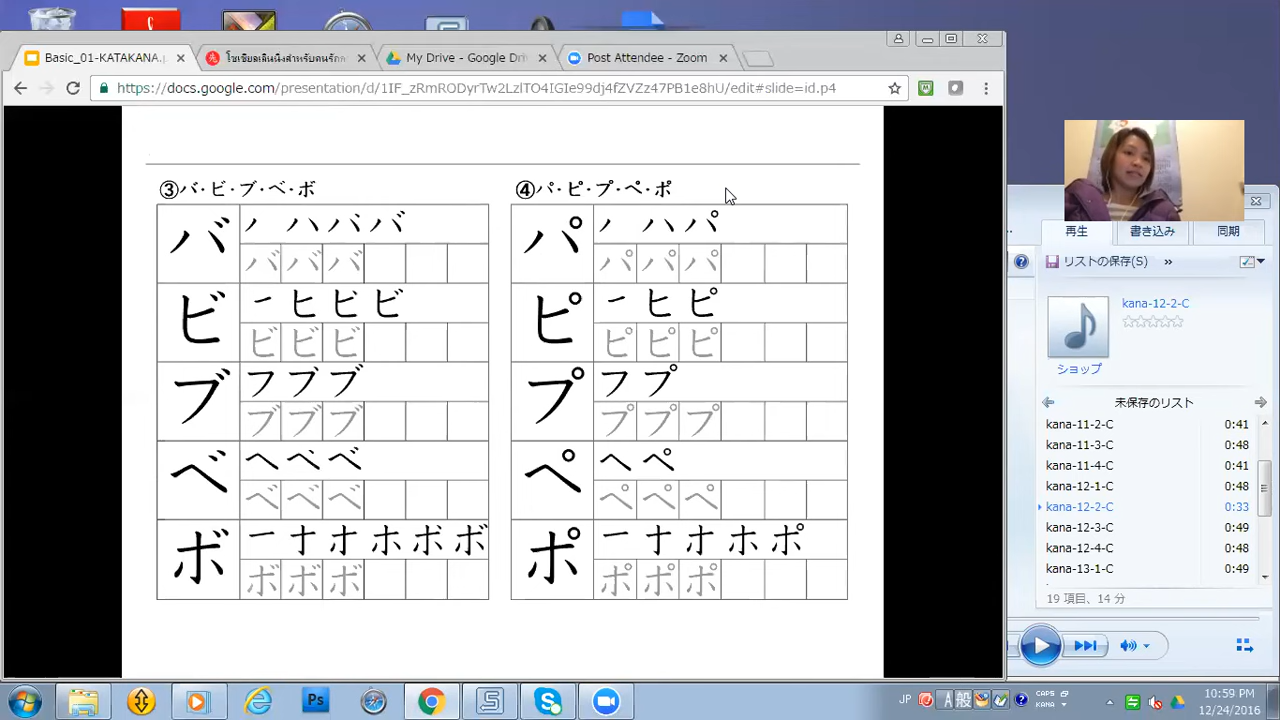 Basic_01-KATAKANA.
My Drive - Google Dri
Post Attendee - Zoom
https://docs.google.com/presentation/d/1IF_zRmRODyrTw2LzlTO4IGIe99dj4fZVZz47PB1e8hU/edit#slide=id.p4
③バ・ビ・ブ・ベ・ボ
バ
ノ ハ バ バ
バ バ バ
ビ
ー ヒ ビ ビ
ビ ビ ビ
ブ
フ ブ ブ
ブ ブ ブ
ベ
ヘ ベ ベ
ベ ベ ベ
ボ
一 ナ オ ホ ボ ボ
ボ ボ ボ
④パ・ピ・プ・ペ・ポ
パ
ノ ハ パ
パ パ パ
ピ
ー ヒ ピ
ピ ピ ピ
プ
フ プ
プ プ プ
ペ
ヘ ペ
ペ ペ ペ
ポ
一 ナ オ ホ ポ
ポ ポ ポ
再生 書き込み 同期
リストの保存(S) »
kana-12-2-C
ショップ
未保存のリスト
kana-11-2-C 0:41
kana-11-3-C 0:48
kana-11-4-C 0:41
kana-12-1-C 0:48
kana-12-2-C 0:33
kana-12-3-C 0:49
kana-12-4-C 0:48
kana-13-1-C 0:49
19 項目、14 分
Ps
JP A 般 CAPS KANA
10:59 PM
12/24/2016